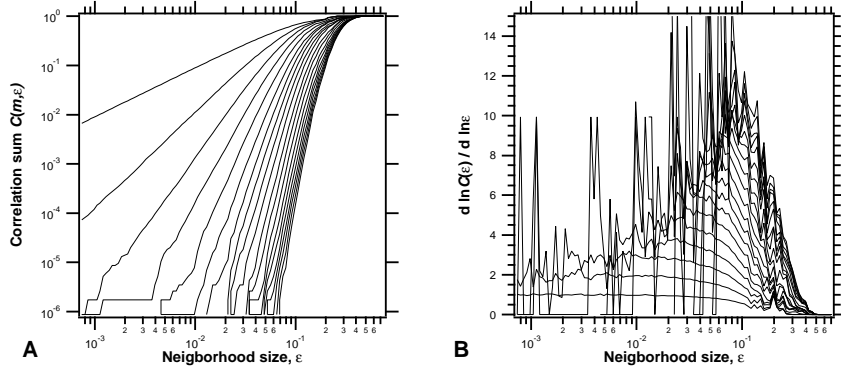 Correlation sum C(m,ε)
10^0
10^-1
10^-2
10^-3
10^-4
10^-5
10^-6
10^-3 2 3 4 5 6 10^-2 2 3 4 5 6 10^-1 2 3 4 5 6
A
Neigborhood size, ε
d lnC(ε) / d lnε
14
12
10
8
6
4
2
0
10^-3 2 3 4 5 6 10^-2 2 3 4 5 6 10^-1 2 3 4 5 6
B
Neigborhood size, ε